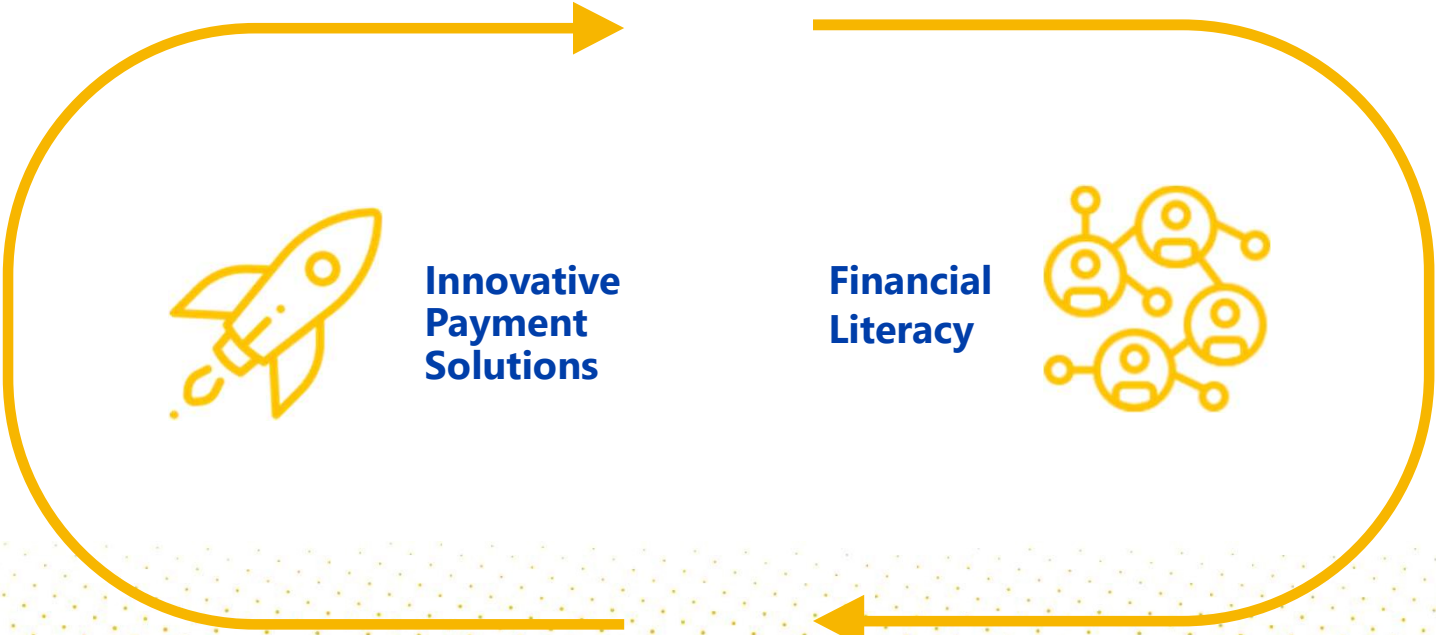 Innovative
Payment
Solutions
Financial
Literacy